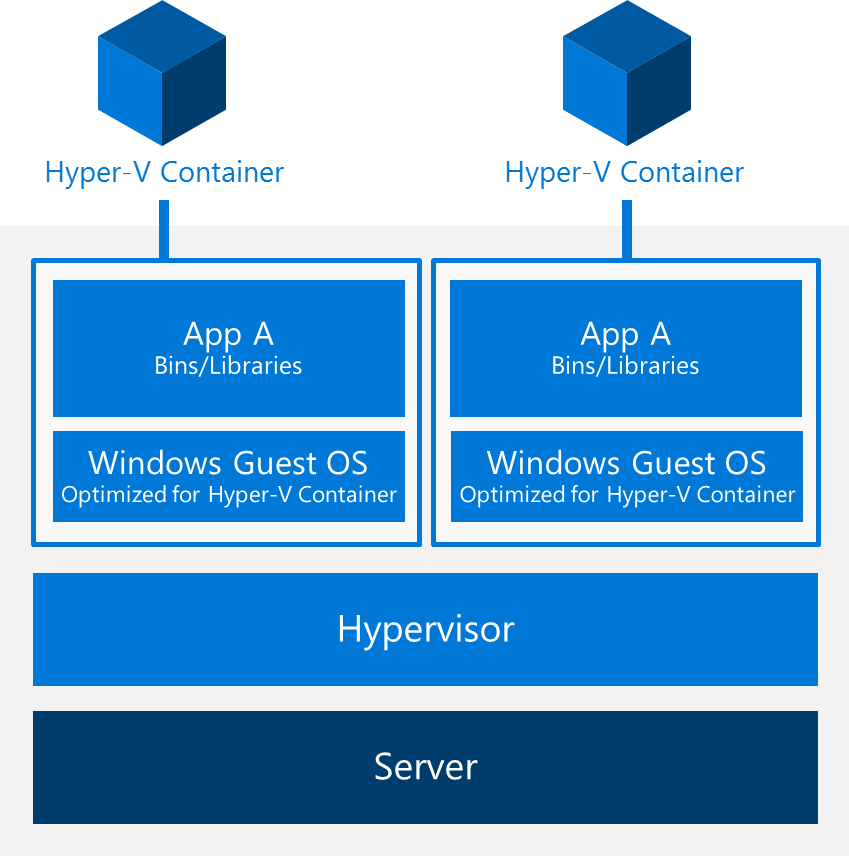 Hyper-V Container
Hyper-V Container
App A
Bins/Libraries
Windows Guest OS
Optimized for Hyper-V Container
App A
Bins/Libraries
Windows Guest OS
Optimized for Hyper-V Container
Hypervisor
Server